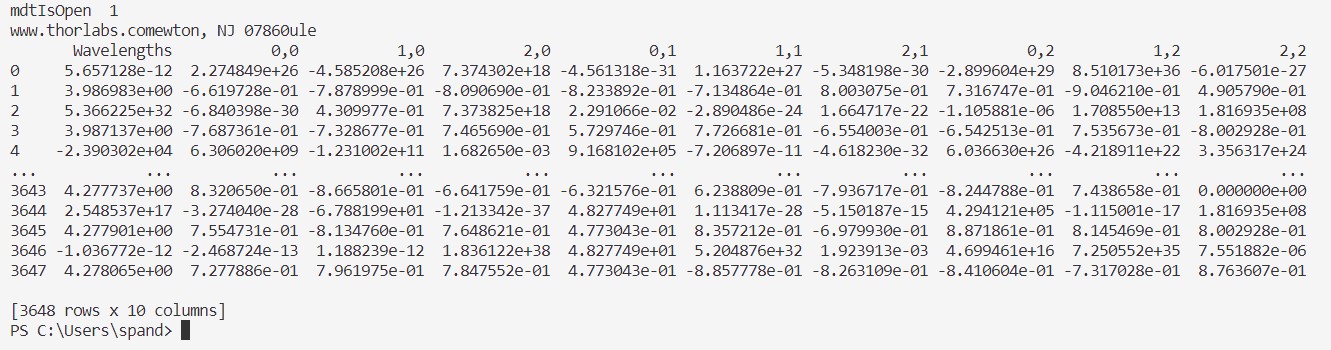 mdtIsOpen  1
www.thorlabs.comewton, NJ 07860ule
Wavelengths 0,0 1,0 2,0 0,1 1,1 2,1 0,2 1,2 2,2
0 5.657128e-12 2.274849e+26 -4.585208e+26 7.374302e+18 -4.561318e-31 1.163722e+27 -5.348198e-30 -2.899604e+29 8.510173e+36 -6.017501e-27
1 3.986983e+00 -6.619728e-01 -7.878999e-01 -8.090690e-01 -8.233892e-01 -7.134864e-01 8.003075e-01 7.316747e-01 -9.046210e-01 4.905790e-01
2 5.366225e+32 -6.840398e-30 4.309977e-01 7.373825e+18 2.291066e-02 -2.890486e-24 1.664717e-22 -1.105881e-06 1.708550e+13 1.816935e+08
3 3.987137e+00 -7.687361e-01 -7.328677e-01 7.465690e-01 5.729746e-01 7.726681e-01 -6.554003e-01 -6.542513e-01 7.535673e-01 -8.002928e-01
4 -2.390302e+04 6.306020e+09 -1.231002e+11 1.682650e-03 9.168102e+05 -7.206897e-11 -4.618230e-32 6.036630e+26 -4.218911e+22 3.356317e+24
... ... ... ... ... ... ... ... ... ... ...
3643 4.277737e+00 8.320650e-01 -8.665801e-01 -6.641759e-01 -6.321576e-01 6.238809e-01 -7.936717e-01 -8.244788e-01 7.438658e-01 0.000000e+00
3644 2.548537e+17 -3.274040e-28 -6.788199e+01 -1.213342e-37 4.827749e+01 1.113417e-28 -5.150187e-15 4.294121e+05 -1.115001e-17 1.816935e+08
3645 4.277901e+00 7.554731e-01 -8.134760e-01 7.648621e-01 4.773043e-01 8.357212e-01 -6.979930e-01 8.871861e-01 8.145469e-01 8.002928e-01
3646 -1.036772e-12 -2.468724e-13 1.188239e-12 1.836122e+38 4.827749e+01 5.204876e+32 1.923913e-03 4.699461e+16 7.250552e+35 7.551882e-06
3647 4.278065e+00 7.277886e-01 7.961975e-01 7.847552e-01 4.773043e-01 -8.857778e-01 -8.263109e-01 -8.410604e-01 -7.317028e-01 8.763607e-01
[3648 rows x 10 columns]
PS C:\Users\spand>